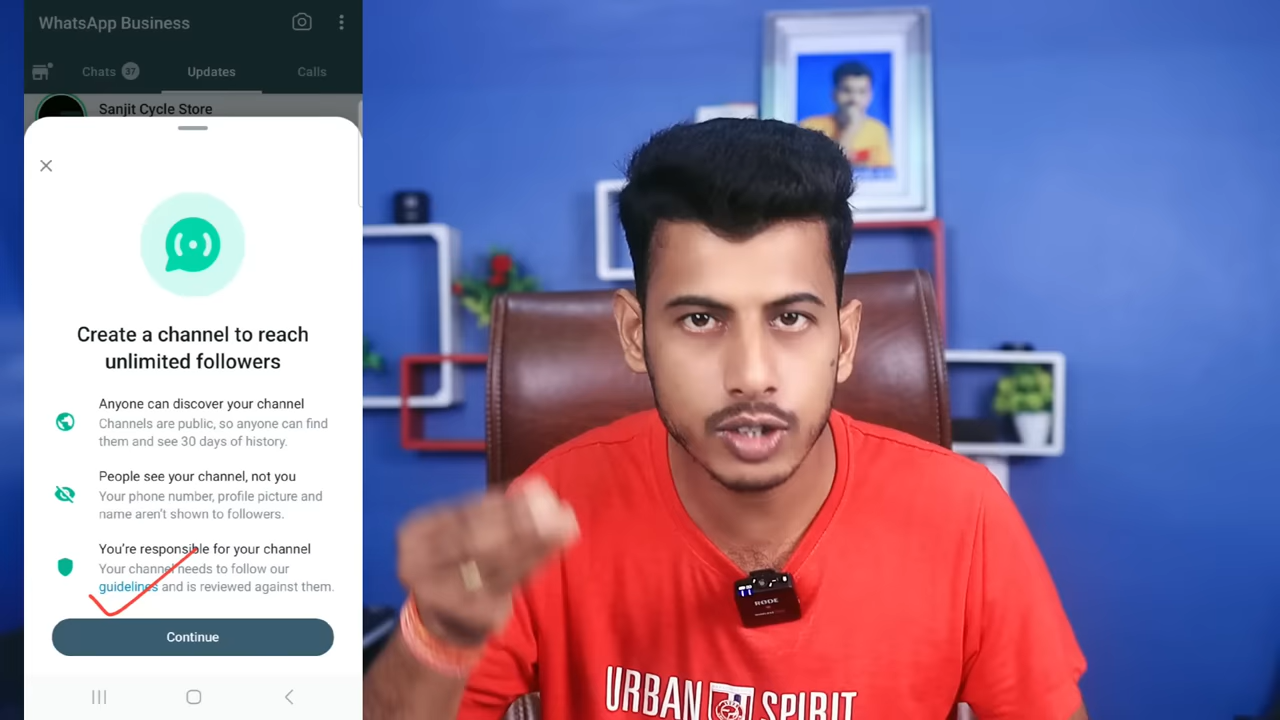 WhatsApp Business
Chats 37 Updates Calls
Sanjit Cycle Store
Create a channel to reach
unlimited followers
Anyone can discover your channel
Channels are public, so anyone can find
them and see 30 days of history.
People see your channel, not you
Your phone number, profile picture and
name aren't shown to followers.
You're responsible for your channel
Your channel needs to follow our
guidelines and is reviewed against them.
Continue
RODE
URBAN SPIRIT